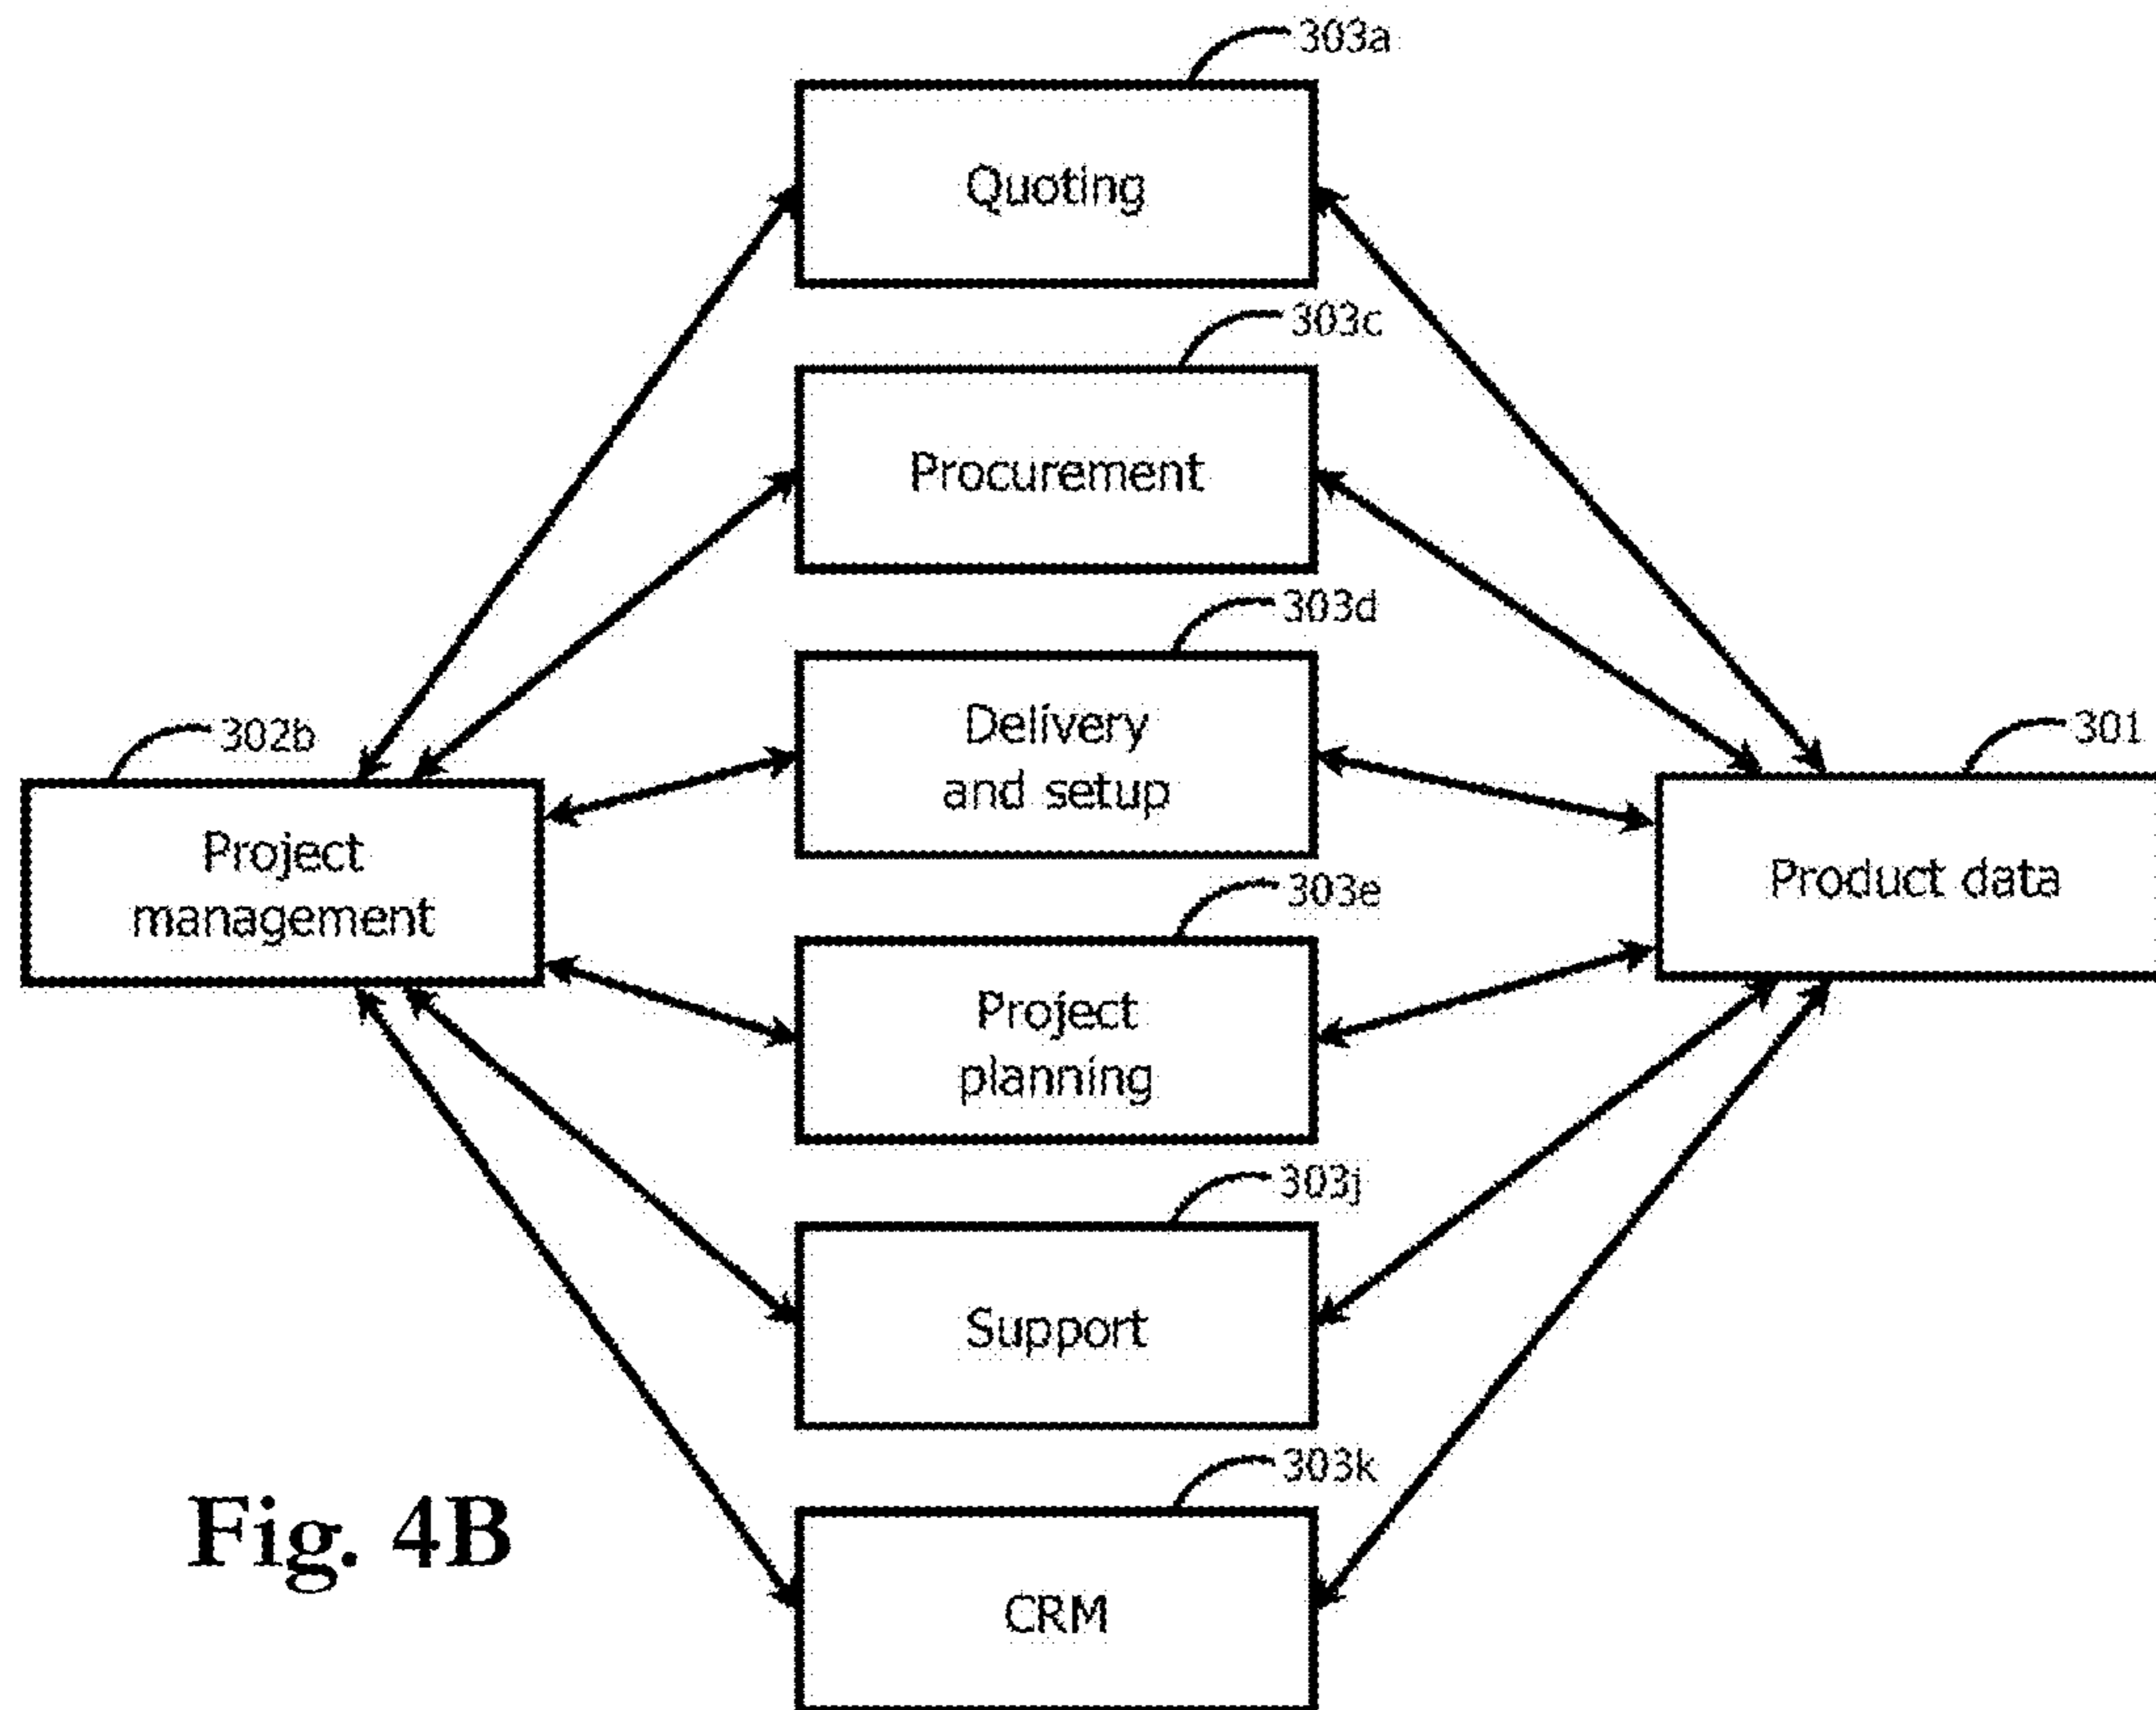 303a
Quoting
303c
Procurement
303d
Delivery
and setup
302b
Project
management
301
Product data
303e
Project
planning
303j
Support
303k
CRM
Fig. 4B